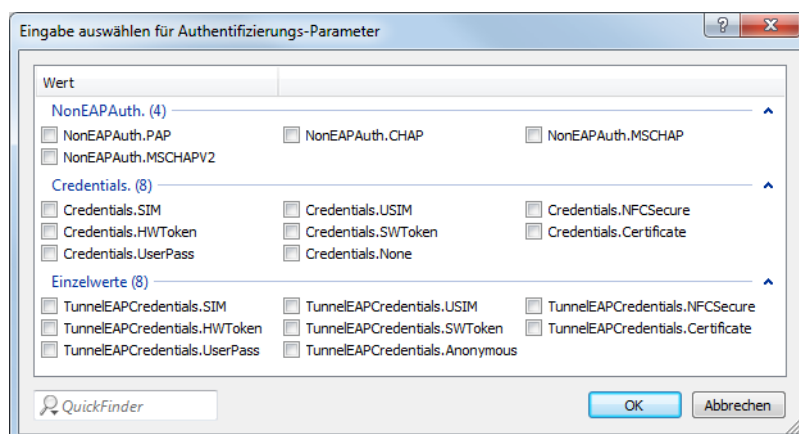 Eingabe auswählen für Authentifizierungs-Parameter
Wert
NonEAPAuth. (4)
NonEAPAuth.PAP NonEAPAuth.CHAP NonEAPAuth.MSCHAP
NonEAPAuth.MSCHAPV2
Credentials. (8)
Credentials.SIM Credentials.USIM Credentials.NFCSecure
Credentials.HWToken Credentials.SWToken Credentials.Certificate
Credentials.UserPass Credentials.None
Einzelwerte (8)
TunnelEAPCredentials.SIM TunnelEAPCredentials.USIM TunnelEAPCredentials.NFCSecure
TunnelEAPCredentials.HWToken TunnelEAPCredentials.SWToken TunnelEAPCredentials.Certificate
TunnelEAPCredentials.UserPass TunnelEAPCredentials.Anonymous
QuickFinder OK Abbrechen